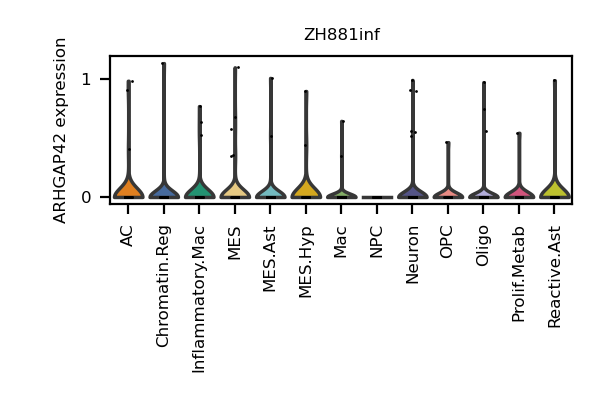 ZH881inf
ARHGAP42 expression
1
0
AC
Chromatin.Reg
Inflammatory.Mac
MES
MES.Ast
MES.Hyp
Mac
NPC
Neuron
OPC
Oligo
Prolif.Metab
Reactive.Ast